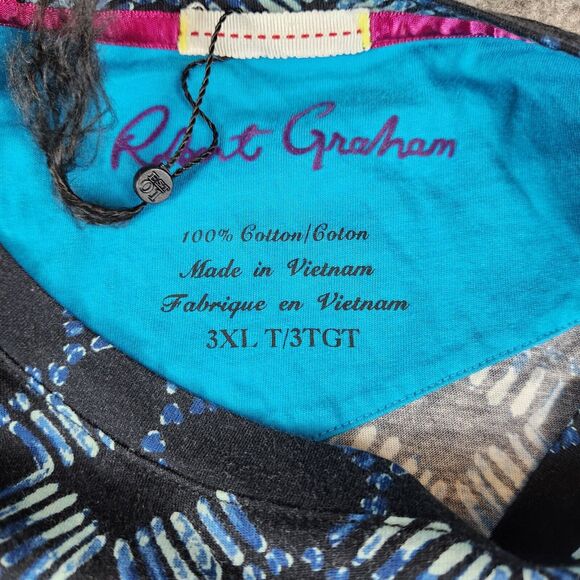 Robert Graham
100% Cotton/Coton
Made in Vietnam
Fabrique en Vietnam
3XL T/3TGT